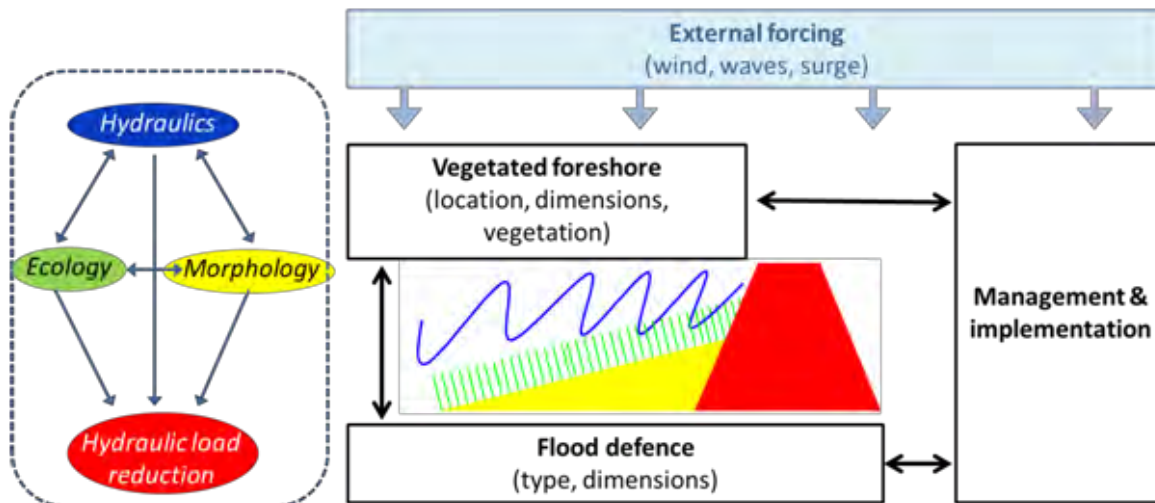 External forcing
(wind, waves, surge)
Hydraulics
Ecology
Morphology
Hydraulic load
reduction
Vegetated foreshore
(location, dimensions,
vegetation)
Flood defence
(type, dimensions)
Management &
implementation